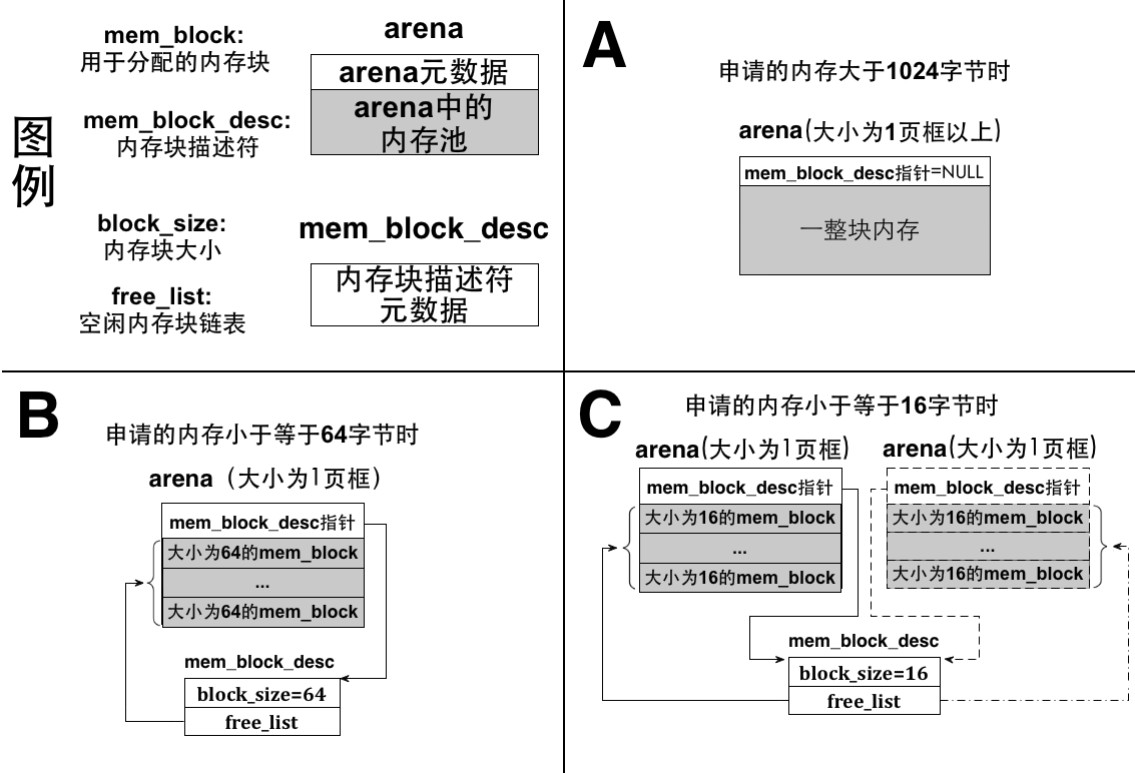 图
例
mem_block:
用于分配的内存块
mem_block_desc:
内存块描述符
block_size:
内存块大小
free_list:
空闲内存块链表
arena
arena元数据
arena中的
内存池
mem_block_desc
内存块描述符
元数据
A
申请的内存大于1024字节时
arena(大小为1页框以上)
mem_block_desc指针=NULL
一整块内存
B
申请的内存小于等于64字节时
arena（大小为1页框）
mem_block_desc指针
大小为64的mem_block
...
大小为64的mem_block
mem_block_desc
block_size=64
free_list
C
申请的内存小于等于16字节时
arena(大小为1页框)
mem_block_desc指针
大小为16的mem_block
...
大小为16的mem_block
arena(大小为1页框)
mem_block_desc指针
大小为16的mem_block
...
大小为16的mem_block
mem_block_desc
block_size=16
free_list